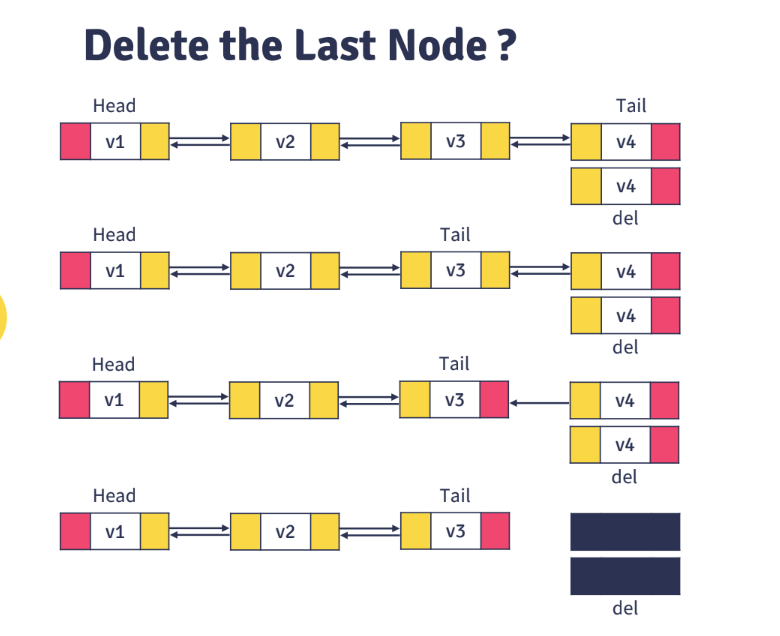 Delete the Last Node ?
Head Tail
v1 v2 v3 v4
v4
del
Head Tail
v1 v2 v3 v4
v4
del
Head Tail
v1 v2 v3 v4
v4
del
Head Tail
v1 v2 v3
del